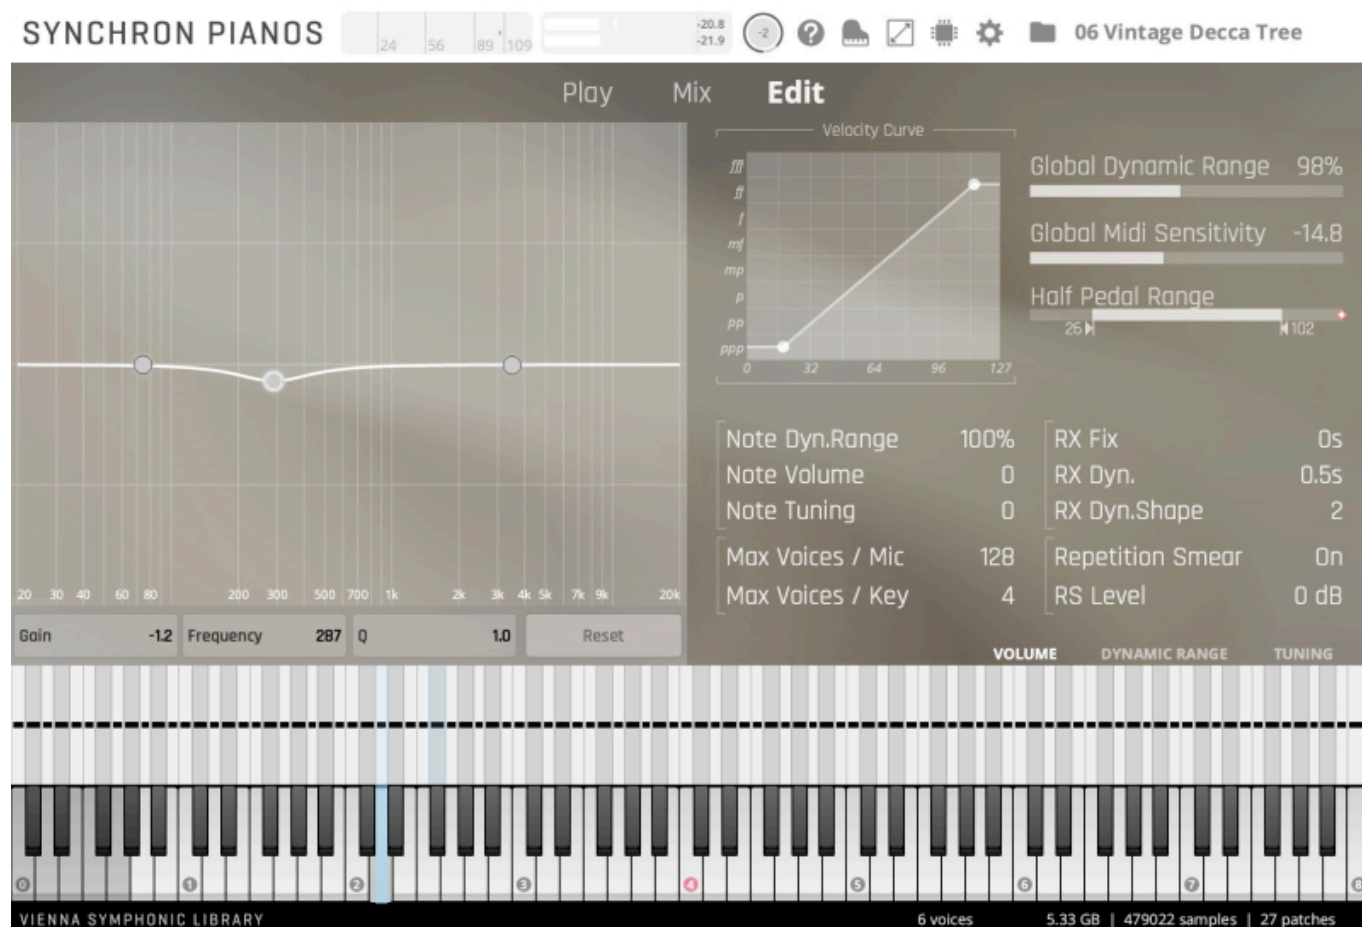 SYNCHRON PIANOS
24 56 89 109
-20.8
-21.9
-2
?
06 Vintage Decca Tree
Play Mix Edit
Velocity Curve
fff
ff
f
mf
mp
p
pp
ppp
0 32 64 96 127
Global Dynamic Range 98%
Global Midi Sensitivity -14.8
Half Pedal Range
26 102
20 30 40 60 80 200 300 500 700 1k 2k 3k 4k 5k 7k 9k 20k
Gain -1.2 Frequency 287 Q 1.0 Reset
Note Dyn.Range 100%
Note Volume 0
Note Tuning 0
Max Voices / Mic 128
Max Voices / Key 4
RX Fix 0s
RX Dyn. 0.5s
RX Dyn.Shape 2
Repetition Smear On
RS Level 0 dB
VOLUME DYNAMIC RANGE TUNING
0 1 2 3 4 5 6 7 8
VIENNA SYMPHONIC LIBRARY
6 voices 5.33 GB | 479022 samples | 27 patches